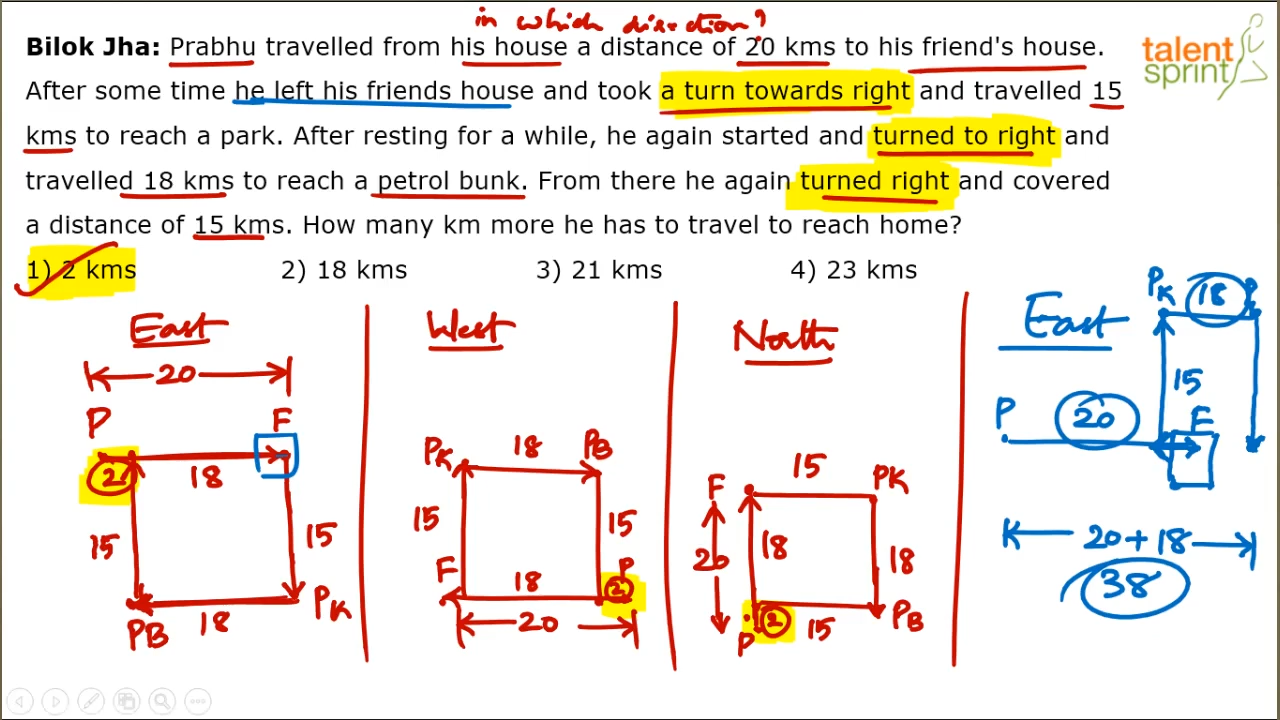 in which direction?
Bilok Jha: Prabhu travelled from his house a distance of 20 kms to his friend's house.
After some time he left his friends house and took a turn towards right and travelled 15
kms to reach a park. After resting for a while, he again started and turned to right and
travelled 18 kms to reach a petrol bunk. From there he again turned right and covered
a distance of 15 kms. How many km more he has to travel to reach home?
1) 2 kms 2) 18 kms 3) 21 kms 4) 23 kms
talent
sprint
East
20
P F
2 18
15 15
PB 18 PK
West
PK 18 PB
15 15
F 18 P
2
20
North
15
F PK
20 18 18
P 2 15 PB
East
PK 18 P
15
P 20 F
20 + 18
38